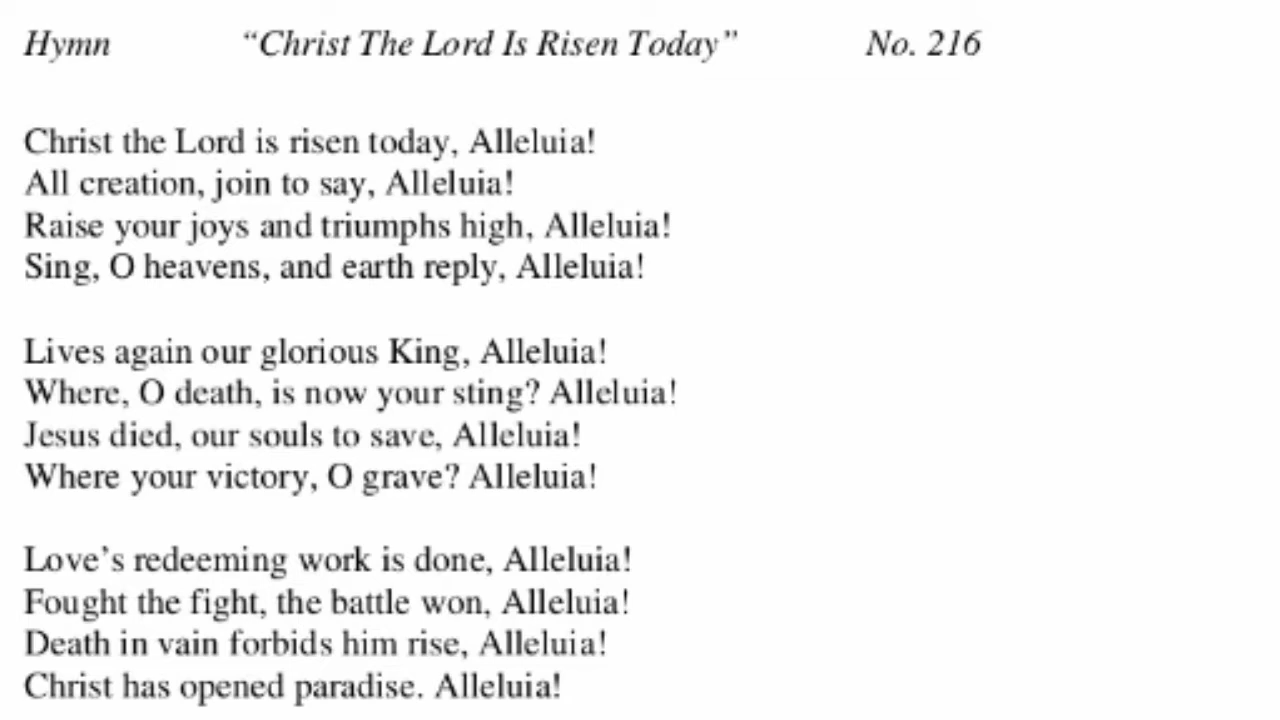 Hymn “Christ The Lord Is Risen Today” No. 216
Christ the Lord is risen today, Alleluia!
All creation, join to say, Alleluia!
Raise your joys and triumphs high, Alleluia!
Sing, O heavens, and earth reply, Alleluia!
Lives again our glorious King, Alleluia!
Where, O death, is now your sting? Alleluia!
Jesus died, our souls to save, Alleluia!
Where your victory, O grave? Alleluia!
Love’s redeeming work is done, Alleluia!
Fought the fight, the battle won, Alleluia!
Death in vain forbids him rise, Alleluia!
Christ has opened paradise. Alleluia!